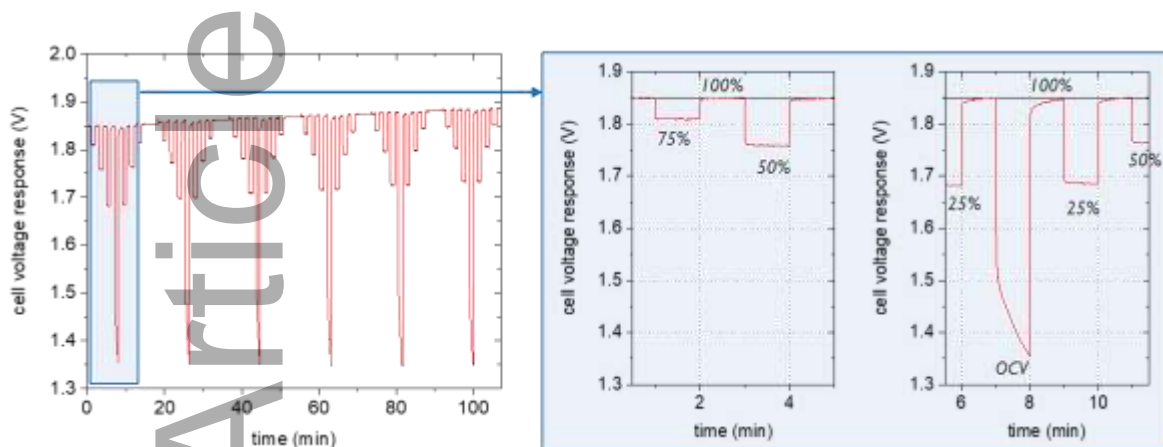 2.0
1.9
1.8
1.7
1.6
1.5
1.4
1.3
cell voltage response (V)
0 20 40 60 80 100
time (min)
Article
1.9
1.8
1.7
1.6
1.5
1.4
1.3
cell voltage response (V)
100%
75%
50%
2 4
time (min)
1.9
1.8
1.7
1.6
1.5
1.4
1.3
cell voltage response (V)
100%
50%
25% 25%
OCV
6 8 10
time (min)